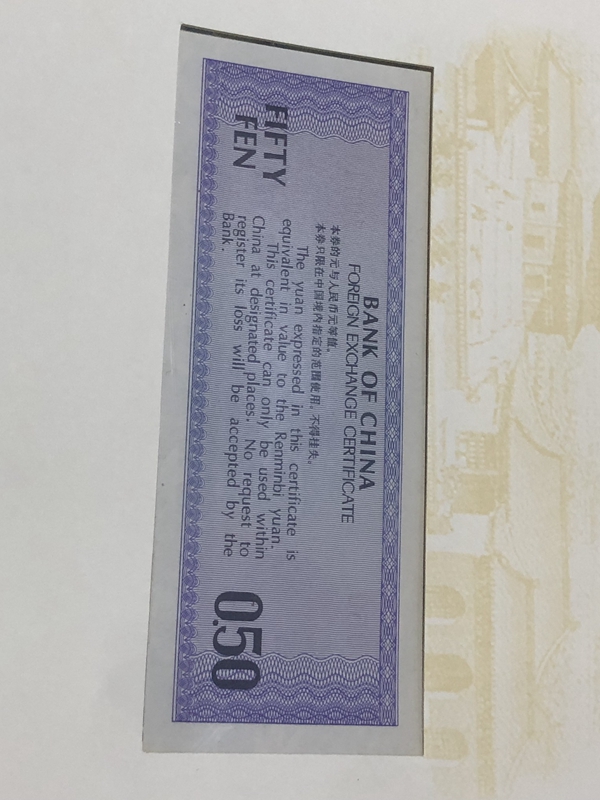 BANK OF CHINA
FOREIGN EXCHANGE CERTIFICATE
本券的元与人民币元等值。
本券只限在中国境内指定的范围使用，不得挂失。
The yuan expressed in this certificate is
equivalent in value to the Renminbi yuan.
This certificate can only be used within
China at designated places. No request to
register its loss will be accepted by the
Bank.
FIFTY
FEN
0.50